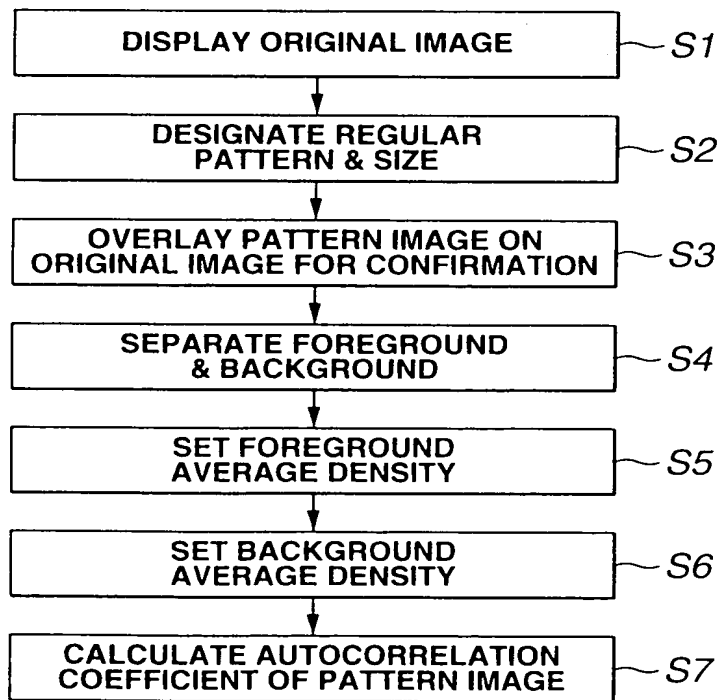 DISPLAY ORIGINAL IMAGE
S1
DESIGNATE REGULAR
PATTERN & SIZE
S2
OVERLAY PATTERN IMAGE ON
ORIGINAL IMAGE FOR CONFIRMATION
S3
SEPARATE FOREGROUND
& BACKGROUND
S4
SET FOREGROUND
AVERAGE DENSITY
S5
SET BACKGROUND
AVERAGE DENSITY
S6
CALCULATE AUTOCORRELATION
COEFFICIENT OF PATTERN IMAGE
S7